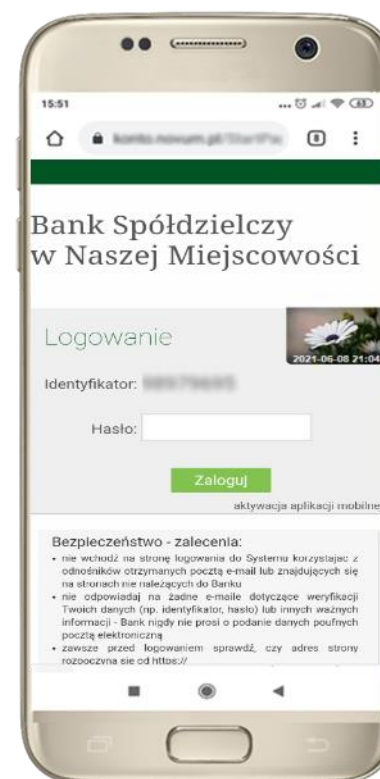 15:51
8
Bank Spółdzielczy
w Naszej Miejscowości
Logowanie
2021-06-08 21:04
Identyfikator:
Hasło:
Zaloguj
aktywacja aplikacji mobilne
Bezpieczeństwo - zalecenia:
• nie wchodź na stronę logowania do Systemu korzystając z
odnośników otrzymanych pocztą e-mail lub znajdujących się
na stronach nie należących do Banku
• nie odpowiadaj na żadne e-maile dotyczące weryfikacji
Twoich danych (np. identyfikator, hasło) lub innych ważnych
informacji - Bank nigdy nie prosi o podanie danych poufnych
pocztą elektroniczną
• zawsze przed logowaniem sprawdź, czy adres strony
rozpoczyna się od https://